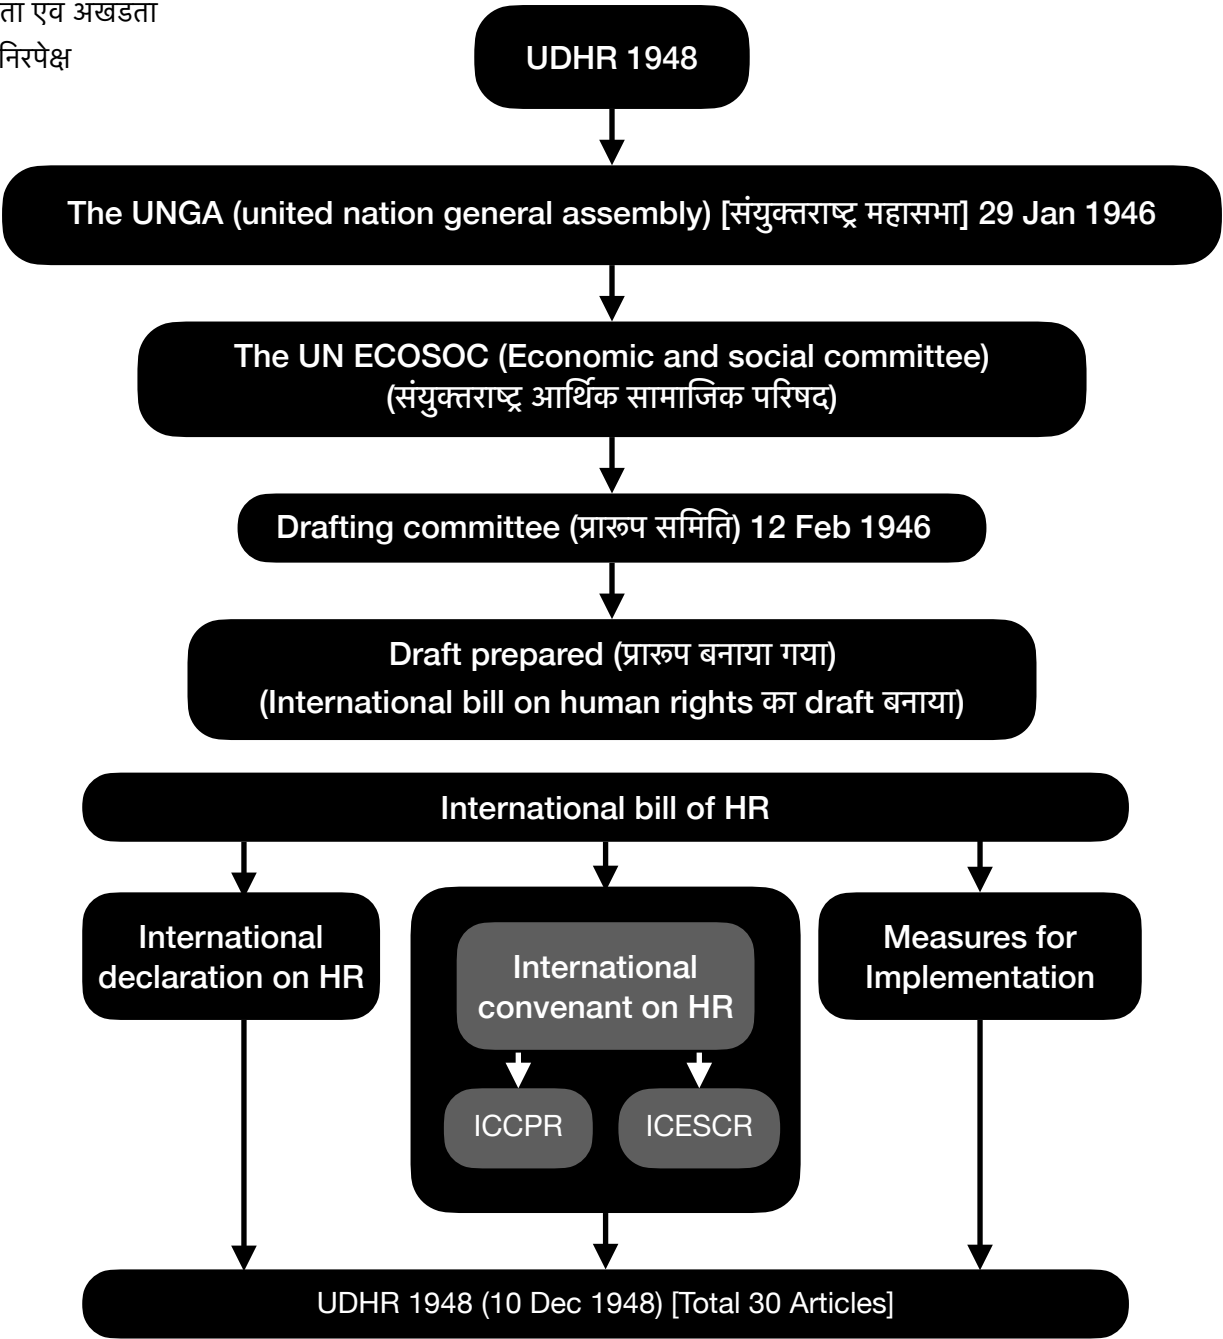 ता एव अखडता
निरपेक्ष
UDHR 1948
The UNGA (united nation general assembly) [संयुक्तराष्ट्र महासभा] 29 Jan 1946
The UN ECOSOC (Economic and social committee)
(संयुक्तराष्ट्र आर्थिक सामाजिक परिषद)
Drafting committee (प्रारूप समिति) 12 Feb 1946
Draft prepared (प्रारूप बनाया गया)
(International bill on human rights का draft बनाया)
International bill of HR
International
declaration on HR
International
convenant on HR
ICCPR
ICESCR
Measures for
Implementation
UDHR 1948 (10 Dec 1948) [Total 30 Articles]